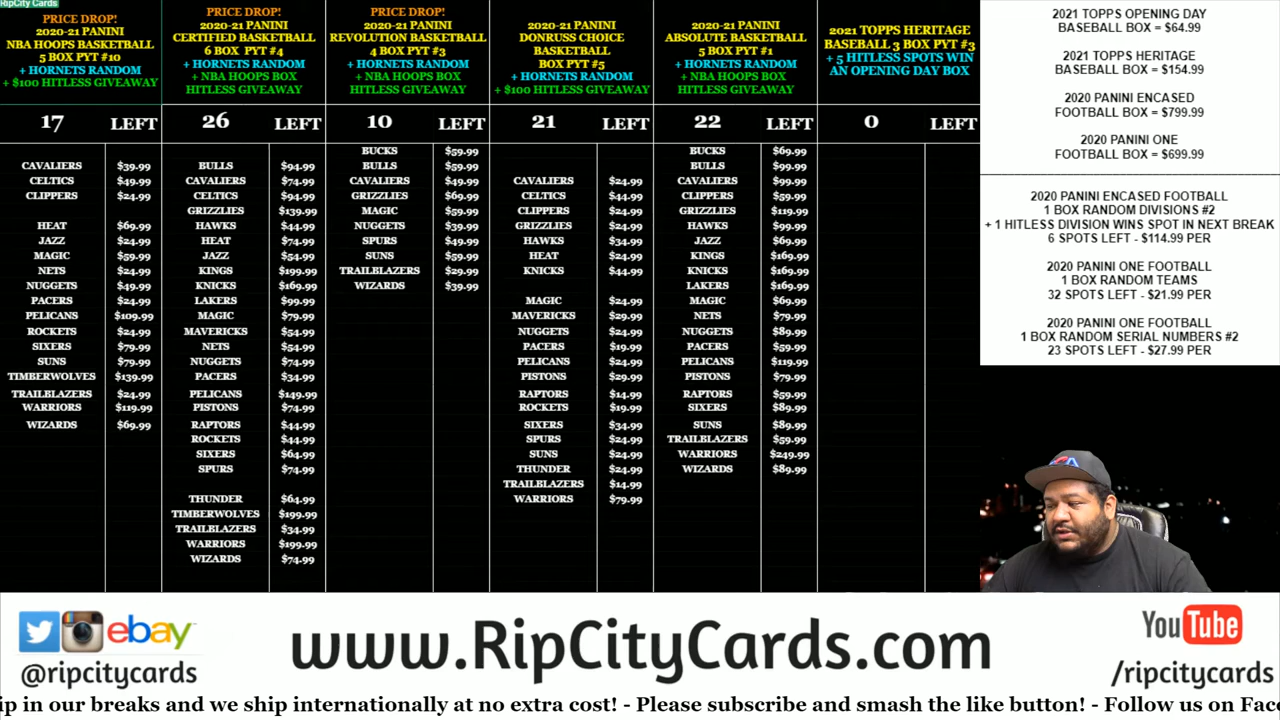 RipCity Cards
PRICE DROP!
2020-21 PANINI
NBA HOOPS BASKETBALL
5 BOX PYT #10
+ HORNETS RANDOM
+ $100 HITLESS GIVEAWAY
17 LEFT
CAVALIERS $39.99
CELTICS $49.99
CLIPPERS $24.99
HEAT $69.99
JAZZ $24.99
MAGIC $59.99
NETS $24.99
NUGGETS $49.99
PACERS $24.99
PELICANS $109.99
ROCKETS $24.99
SIXERS $79.99
SUNS $79.99
TIMBERWOLVES $139.99
TRAILBLAZERS $24.99
WARRIORS $119.99
WIZARDS $69.99
PRICE DROP!
2020-21 PANINI
CERTIFIED BASKETBALL
6 BOX PYT #4
+ HORNETS RANDOM
+ NBA HOOPS BOX
HITLESS GIVEAWAY
26 LEFT
BULLS $94.99
CAVALIERS $74.99
CELTICS $94.99
GRIZZLIES $139.99
HAWKS $44.99
HEAT $74.99
JAZZ $54.99
KINGS $199.99
KNICKS $169.99
LAKERS $99.99
MAGIC $79.99
MAVERICKS $54.99
NETS $54.99
NUGGETS $74.99
PACERS $34.99
PELICANS $149.99
PISTONS $74.99
RAPTORS $44.99
ROCKETS $44.99
SIXERS $64.99
SPURS $74.99
THUNDER $64.99
TIMBERWOLVES $199.99
TRAILBLAZERS $34.99
WARRIORS $199.99
WIZARDS $74.99
PRICE DROP!
2020-21 PANINI
REVOLUTION BASKETBALL
4 BOX PYT #3
+ HORNETS RANDOM
+ NBA HOOPS BOX
HITLESS GIVEAWAY
10 LEFT
BUCKS $59.99
BULLS $59.99
CAVALIERS $49.99
GRIZZLIES $69.99
MAGIC $59.99
NUGGETS $39.99
SPURS $49.99
SUNS $59.99
TRAILBLAZERS $29.99
WIZARDS $39.99
2020-21 PANINI
DONRUSS CHOICE
BASKETBALL
BOX PYT #5
+ HORNETS RANDOM
+ $100 HITLESS GIVEAWAY
21 LEFT
CAVALIERS $24.99
CELTICS $44.99
CLIPPERS $24.99
GRIZZLIES $24.99
HAWKS $34.99
HEAT $24.99
KNICKS $44.99
MAGIC $24.99
MAVERICKS $29.99
NUGGETS $24.99
PACERS $19.99
PELICANS $24.99
PISTONS $29.99
RAPTORS $14.99
ROCKETS $19.99
SIXERS $34.99
SPURS $24.99
SUNS $24.99
THUNDER $24.99
TRAILBLAZERS $14.99
WARRIORS $79.99
2020-21 PANINI
ABSOLUTE BASKETBALL
5 BOX PYT #1
+ HORNETS RANDOM
+ NBA HOOPS BOX
HITLESS GIVEAWAY
22 LEFT
BUCKS $69.99
BULLS $99.99
CAVALIERS $99.99
CLIPPERS $59.99
GRIZZLIES $119.99
HAWKS $99.99
JAZZ $69.99
KINGS $169.99
KNICKS $169.99
LAKERS $169.99
MAGIC $69.99
NETS $79.99
NUGGETS $89.99
PACERS $59.99
PELICANS $119.99
PISTONS $79.99
RAPTORS $59.99
SIXERS $89.99
SUNS $89.99
TRAILBLAZERS $59.99
WARRIORS $249.99
WIZARDS $89.99
2021 TOPPS HERITAGE
BASEBALL 3 BOX PYT #3
+ 5 HITLESS SPOTS WIN
AN OPENING DAY BOX
0 LEFT
2021 TOPPS OPENING DAY
BASEBALL BOX = $64.99
2021 TOPPS HERITAGE
BASEBALL BOX = $154.99
2020 PANINI ENCASED
FOOTBALL BOX = $799.99
2020 PANINI ONE
FOOTBALL BOX = $699.99
2020 PANINI ENCASED FOOTBALL
1 BOX RANDOM DIVISIONS #2
+ 1 HITLESS DIVISION WINS SPOT IN NEXT BREAK
6 SPOTS LEFT - $114.99 PER
2020 PANINI ONE FOOTBALL
1 BOX RANDOM TEAMS
32 SPOTS LEFT - $21.99 PER
2020 PANINI ONE FOOTBALL
1 BOX RANDOM SERIAL NUMBERS #2
23 SPOTS LEFT - $27.99 PER
ebay
@ripcitycards
www.RipCityCards.com
YouTube
/ripcitycards
ip in our breaks and we ship internationally at no extra cost! - Please subscribe and smash the like button! - Follow us on Fac